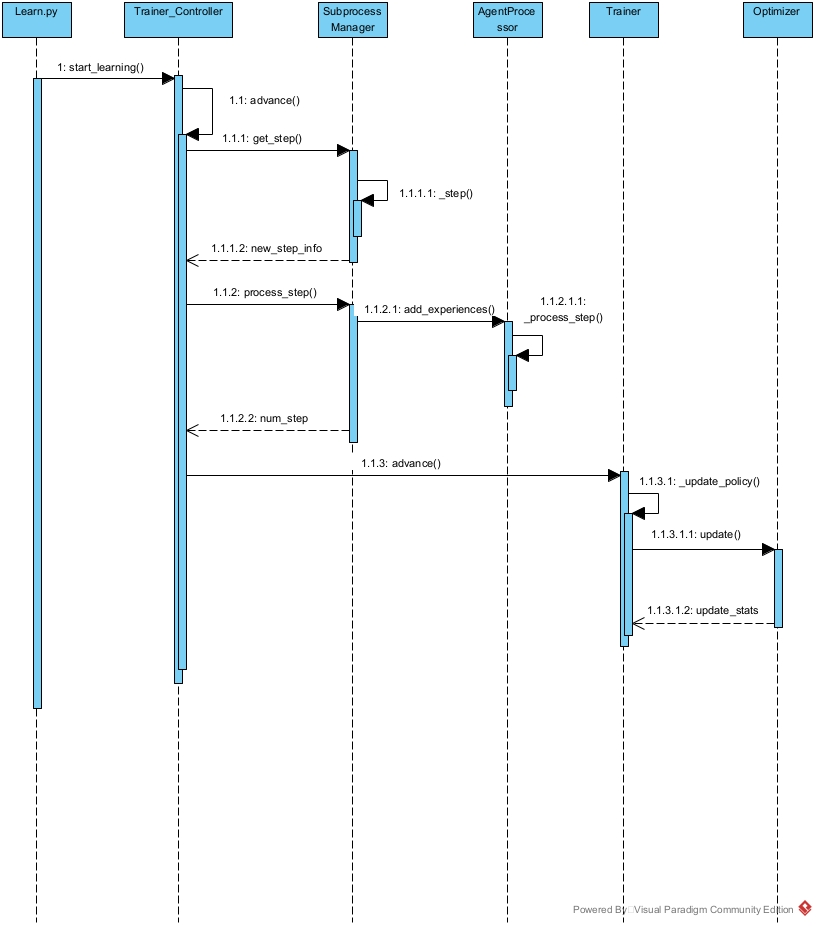 Learn.py
Trainer_Controller
Subprocess
Manager
AgentProce
ssor
Trainer
Optimizer
1: start_learning()
1.1: advance()
1.1.1: get_step()
1.1.1.1: _step()
1.1.1.2: new_step_info
1.1.2: process_step()
1.1.2.1: add_experiences()
1.1.2.1.1:
_process_step()
1.1.2.2: num_step
1.1.3: advance()
1.1.3.1: _update_policy()
1.1.3.1.1: update()
1.1.3.1.2: update_stats
Powered By Visual Paradigm Community Edition